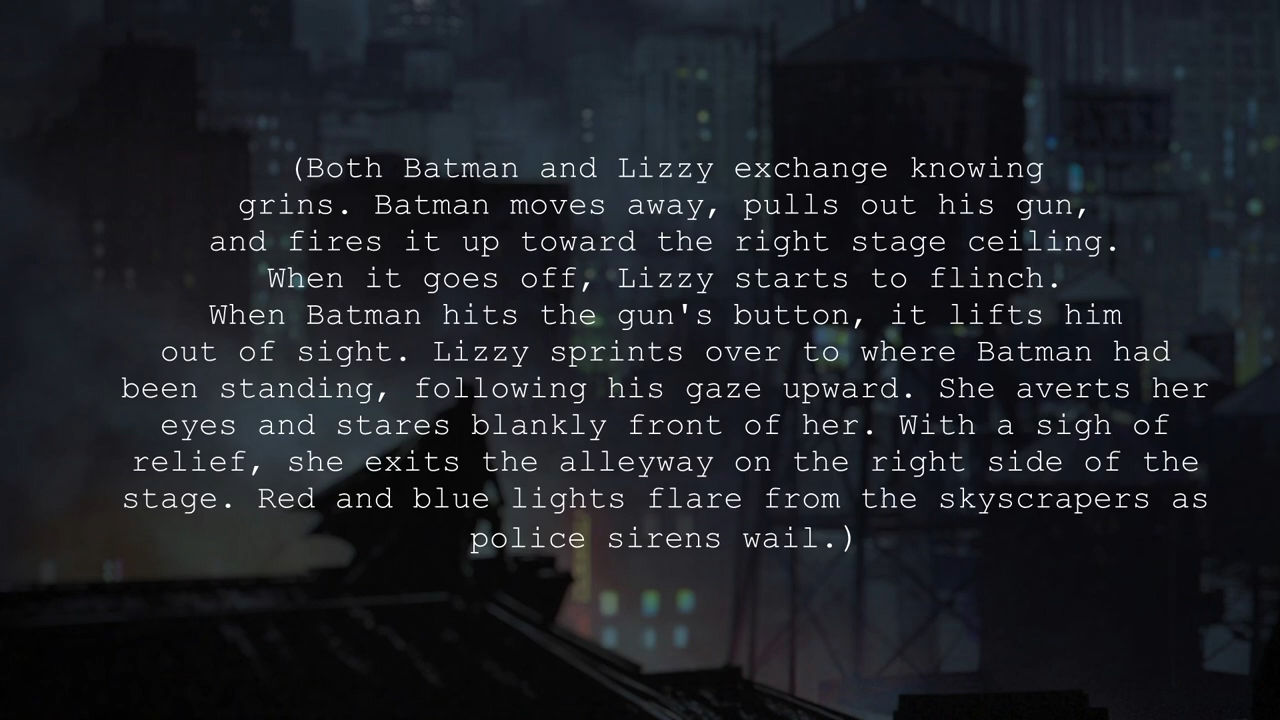 (Both Batman and Lizzy exchange knowing
grins. Batman moves away, pulls out his gun,
and fires it up toward the right stage ceiling.
When it goes off, Lizzy starts to flinch.
When Batman hits the gun's button, it lifts him
out of sight. Lizzy sprints over to where Batman had
been standing, following his gaze upward. She averts her
eyes and stares blankly front of her. With a sigh of
relief, she exits the alleyway on the right side of the
stage. Red and blue lights flare from the skyscrapers as
police sirens wail.)